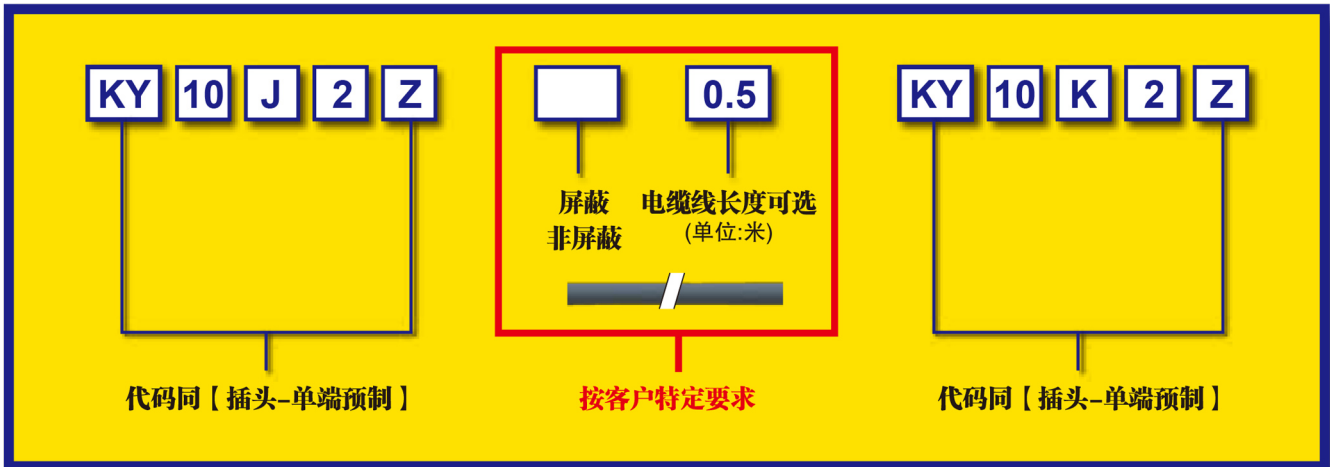 KY 10 J 2 Z 0.5 KY 10 K 2 Z
屏蔽
非屏蔽
电缆线长度可选
(单位:米)
代码同【插头-单端预制】
按客户特定要求
代码同【插头-单端预制】